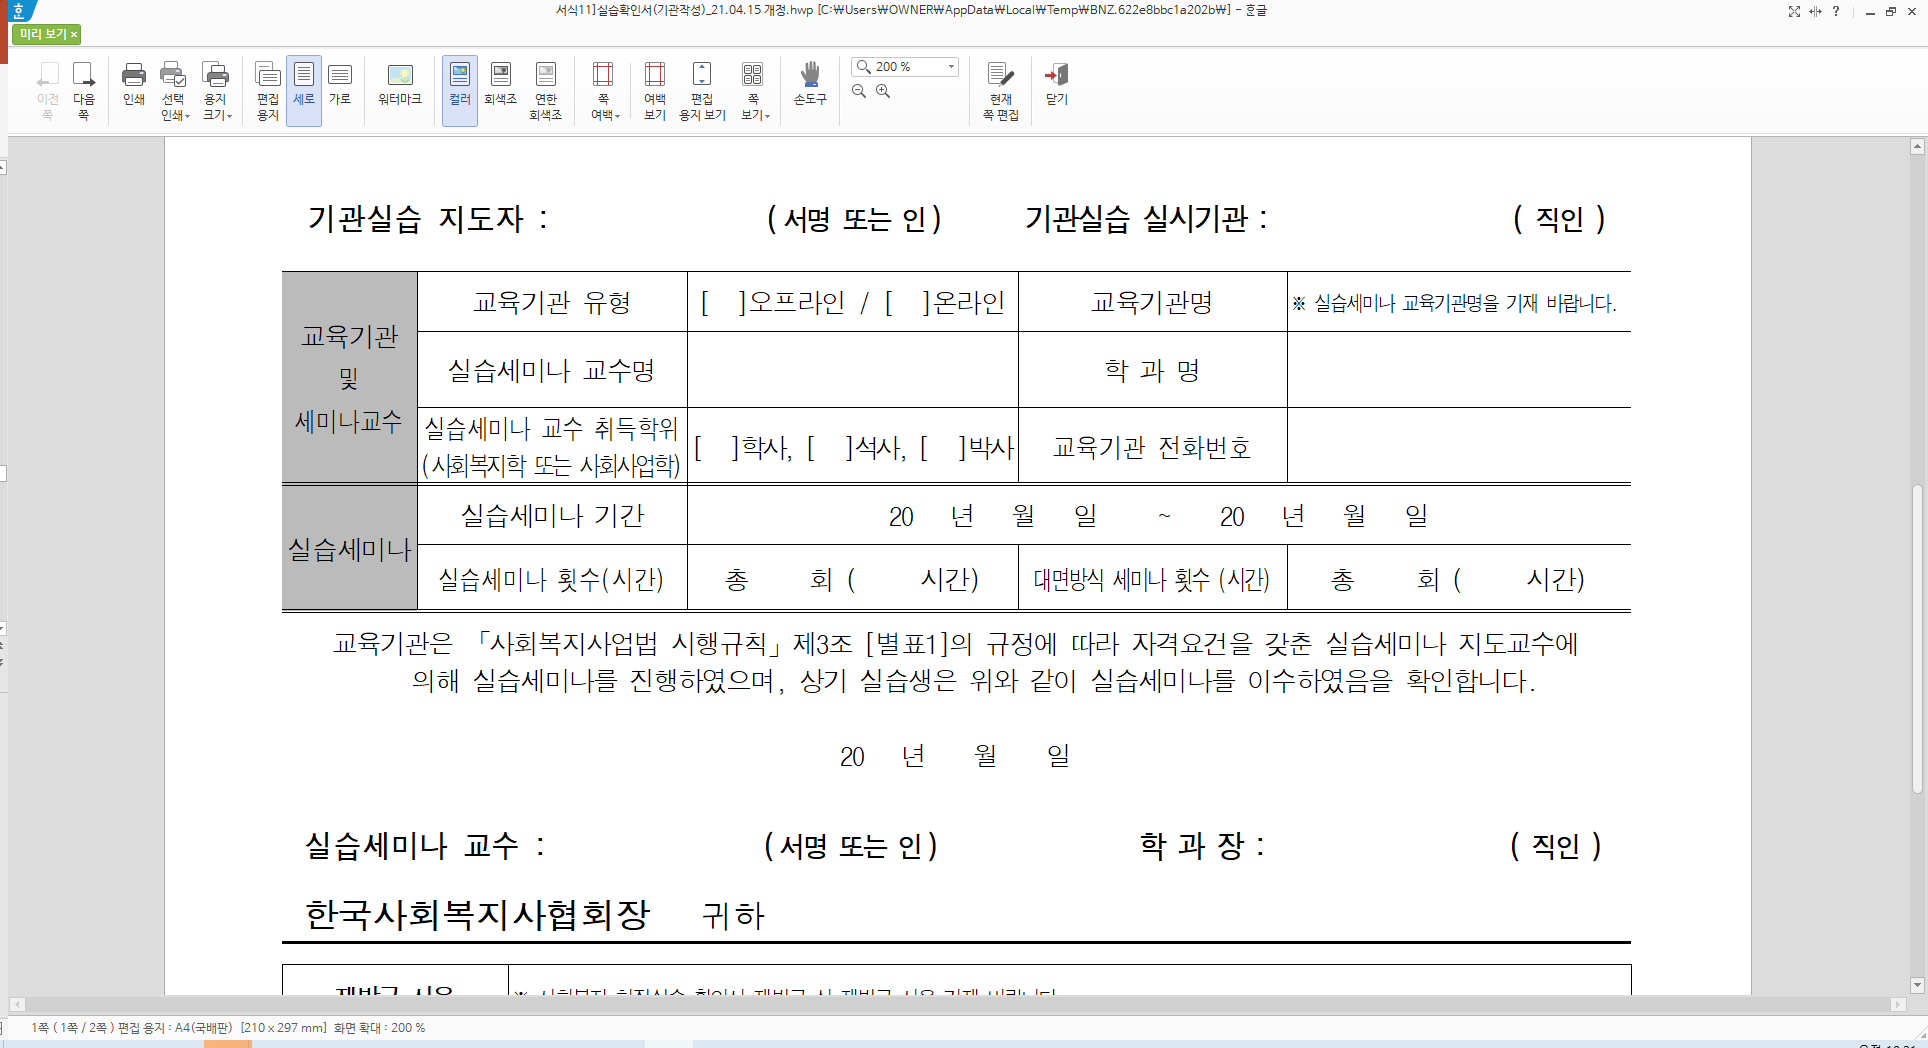 서식11]실습확인서(기관작성)_21.04.15 개정.hwp [C:₩Users₩OWNER₩AppData₩Local₩Temp₩BNZ.622e8bbc1a202b₩] - 한글
미리 보기 ×
이전 쪽
다음 쪽
인쇄
선택 인쇄
용지 크기
편집 용지
세로
가로
워터마크
컬러
회색조
연한 회색조
쪽 여백
여백 보기
편집 용지 보기
쪽 보기
손도구
200 %
현재 쪽 편집
닫기
기관실습 지도자 : (서명 또는 인) 기관실습 실시기관 : ( 직인 )
교육기관 및 세미나교수
교육기관 유형 [ ]오프라인 / [ ]온라인 교육기관명 ※ 실습세미나 교육기관명을 기재 바랍니다.
실습세미나 교수명 학 과 명
실습세미나 교수 취득학위
(사회복지학 또는 사회사업학)
[ ]학사, [ ]석사, [ ]박사 교육기관 전화번호
실습세미나
실습세미나 기간 20 년 월 일 ~ 20 년 월 일
실습세미나 횟수(시간) 총 회 ( 시간) 대면방식 세미나 횟수 (시간) 총 회 ( 시간)
교육기관은 「사회복지사업법 시행규칙」제3조 [별표1]의 규정에 따라 자격요건을 갖춘 실습세미나 지도교수에
의해 실습세미나를 진행하였으며, 상기 실습생은 위와 같이 실습세미나를 이수하였음을 확인합니다.
20 년 월 일
실습세미나 교수 : (서명 또는 인) 학 과 장 : ( 직인 )
한국사회복지사협회장 귀하
1쪽 ( 1쪽 / 2쪽 ) 편집 용지 : A4(국배판) [210 x 297 mm] 화면 확대 : 200 %